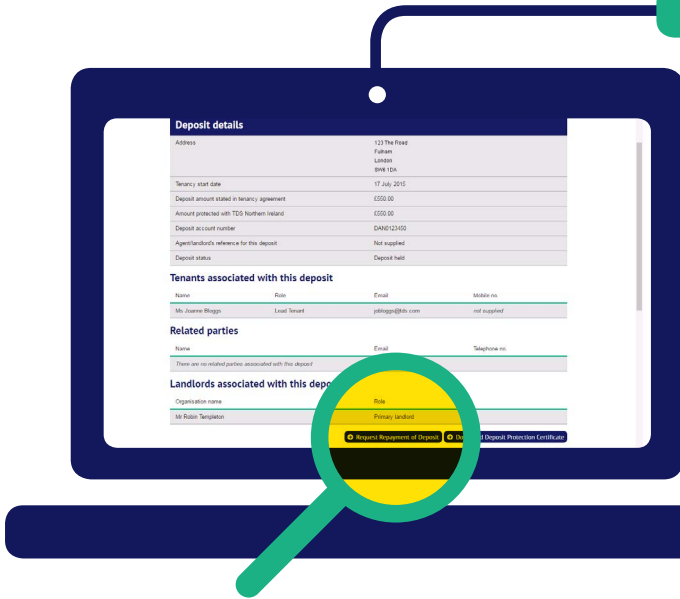 Deposit details
Address 123 The Road
Fulham
London
SW6 1DA
Tenancy start date 17 July 2015
Deposit amount stated in tenancy agreement £550.00
Amount protected with TDS Northern Ireland £550.00
Deposit account number DAN0123450
Agent/landlord's reference for this deposit Not supplied
Deposit status Deposit held
Tenants associated with this deposit
Name Role Email Mobile no.
Ms Joanne Bloggs Lead Tenant jobloggs@tds.com not supplied
Related parties
Name Email Telephone no.
There are no related parties associated with this deposit
Landlords associated with this depo
Organisation name Role
Mr Robin Templeton Primary landlord
Request Repayment of Deposit Do d Deposit Protection Certificate